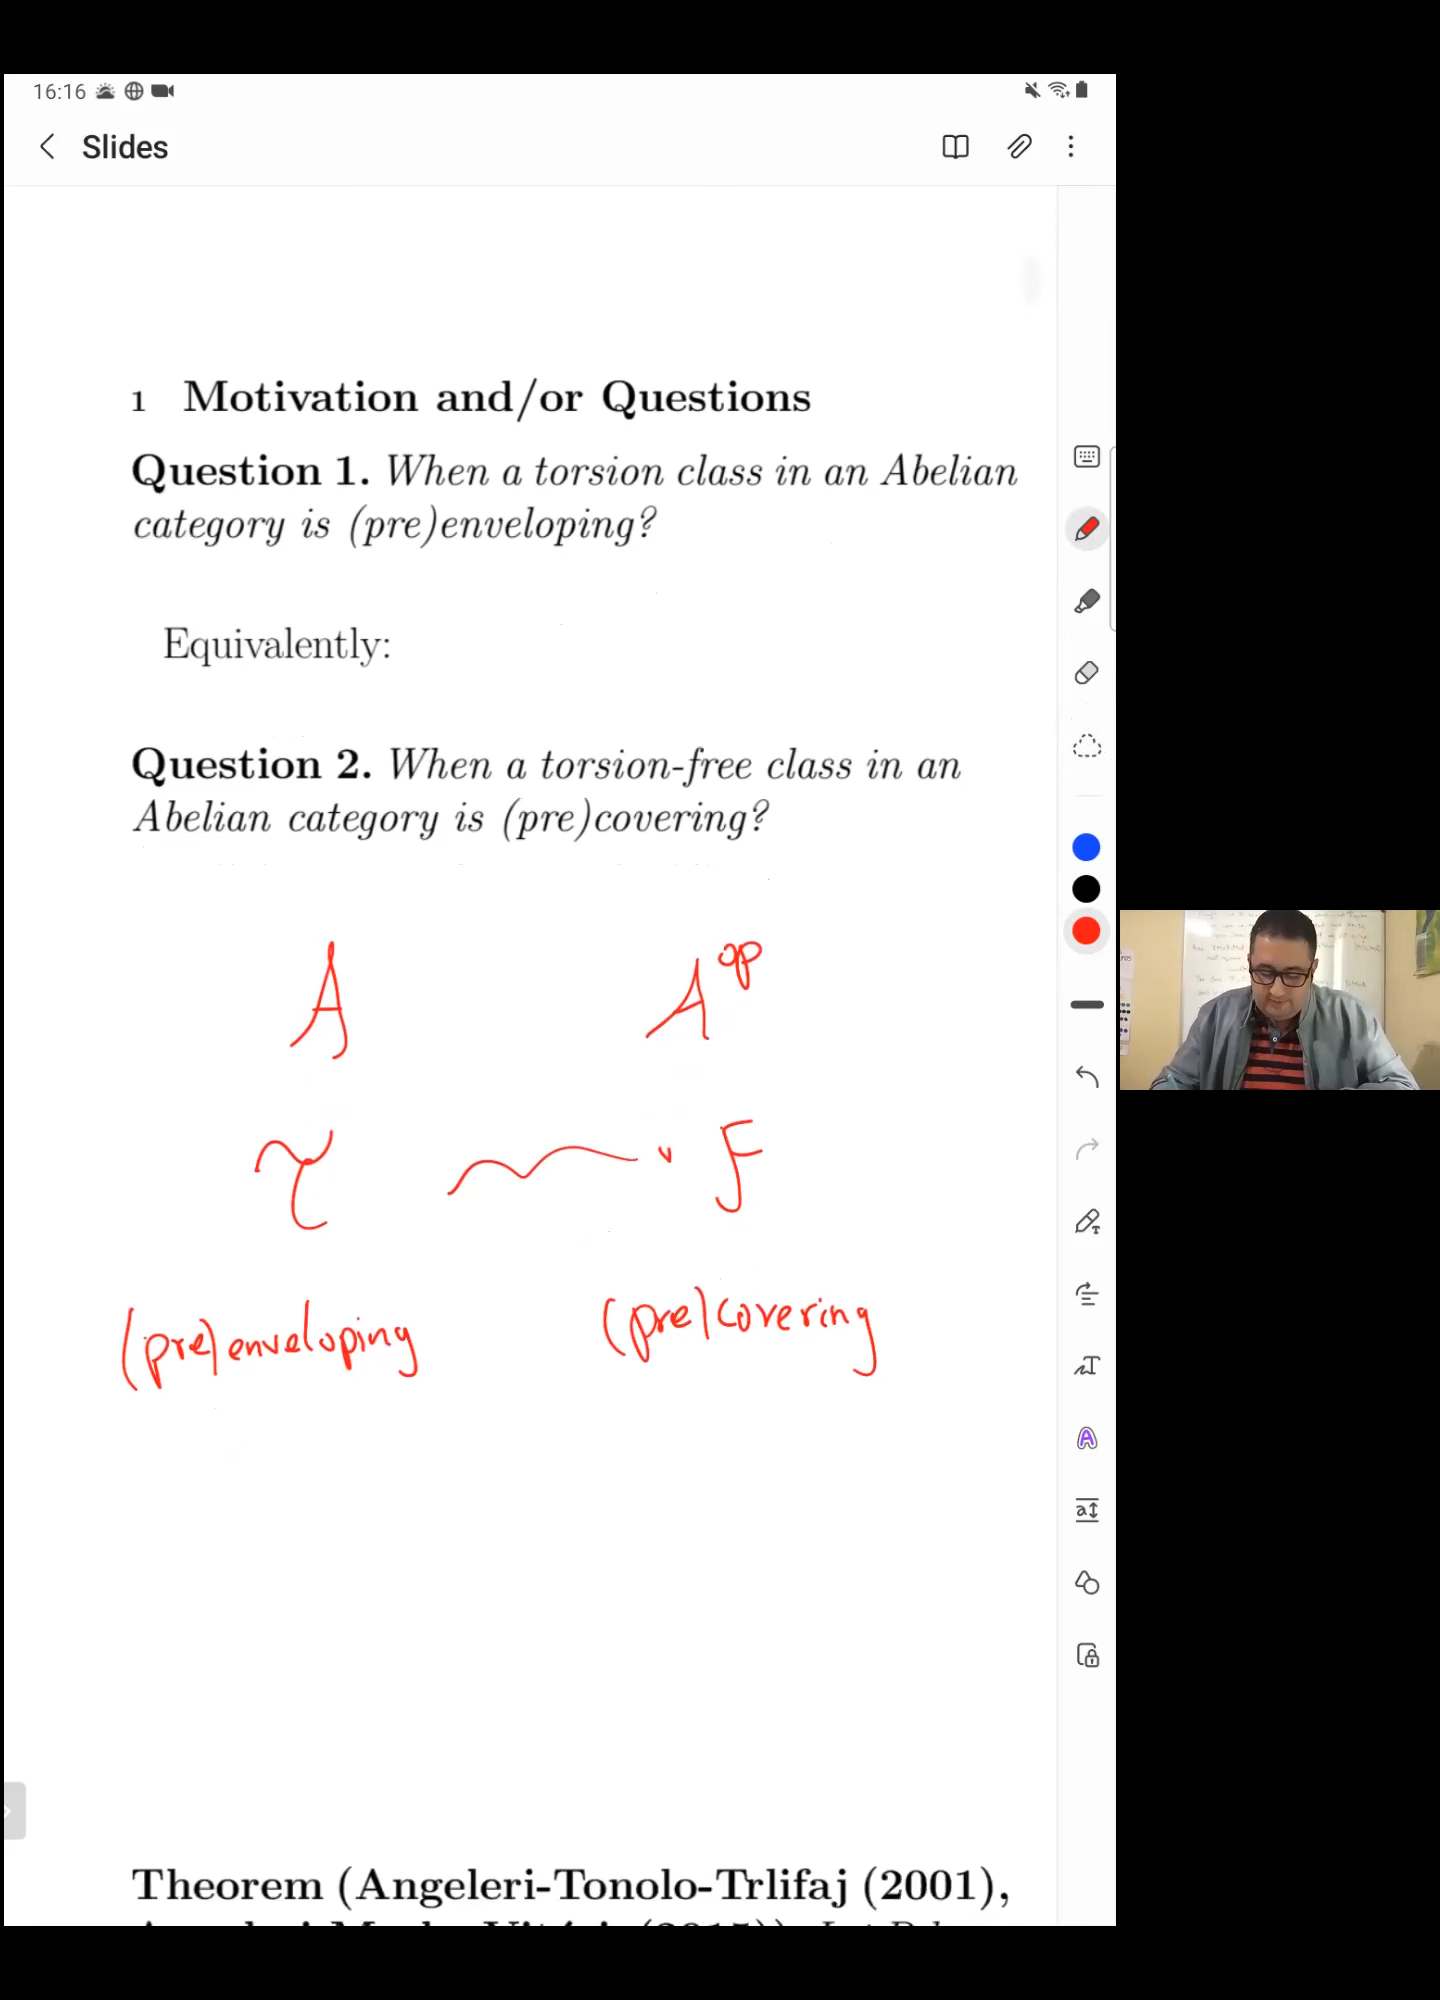 16:16
Slides
1 Motivation and/or Questions
Question 1. When a torsion class in an Abelian
category is (pre)enveloping?
Equivalently:
Question 2. When a torsion-free class in an
Abelian category is (pre)covering?
A A^op
τ F
(pre)enveloping (pre)covering
Theorem (Angeleri-Tonolo-Trlifaj (2001),